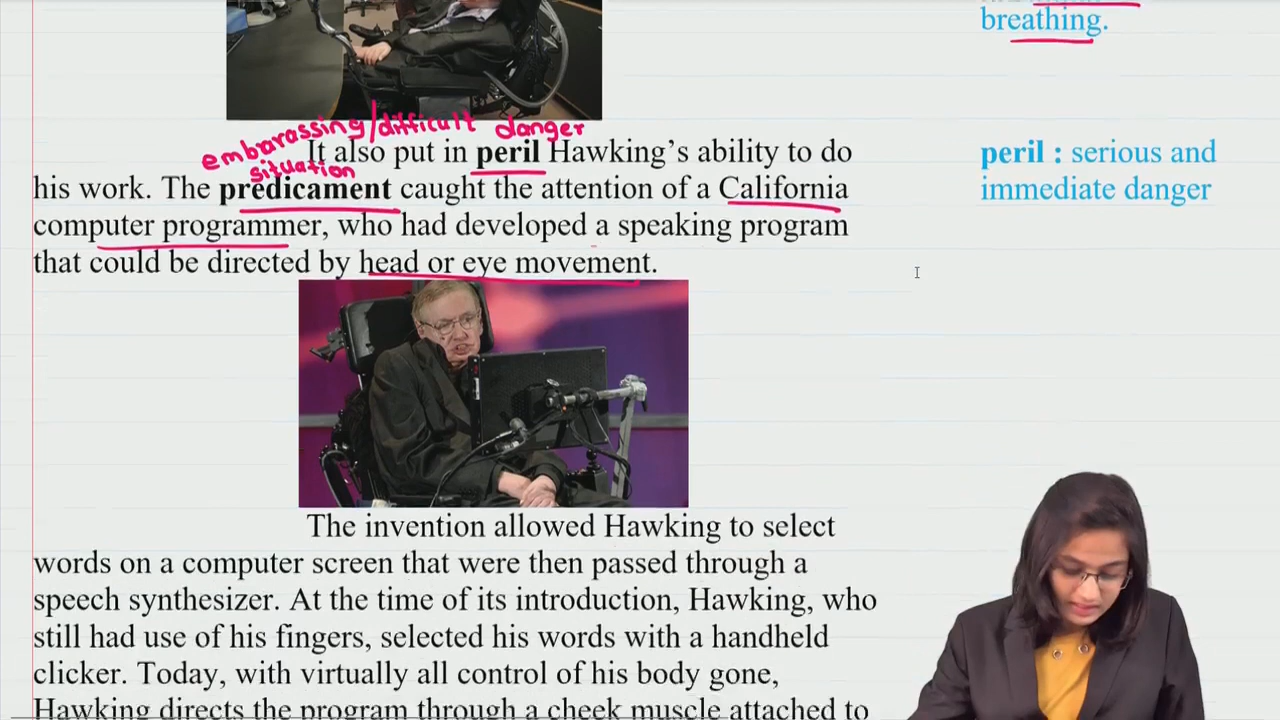 breathing.
embarassing/difficult danger
situation
It also put in peril Hawking's ability to do
his work. The predicament caught the attention of a California
computer programmer, who had developed a speaking program
that could be directed by head or eye movement.
peril : serious and
immediate danger
The invention allowed Hawking to select
words on a computer screen that were then passed through a
speech synthesizer. At the time of its introduction, Hawking, who
still had use of his fingers, selected his words with a handheld
clicker. Today, with virtually all control of his body gone,
Hawking directs the program through a cheek muscle attached to